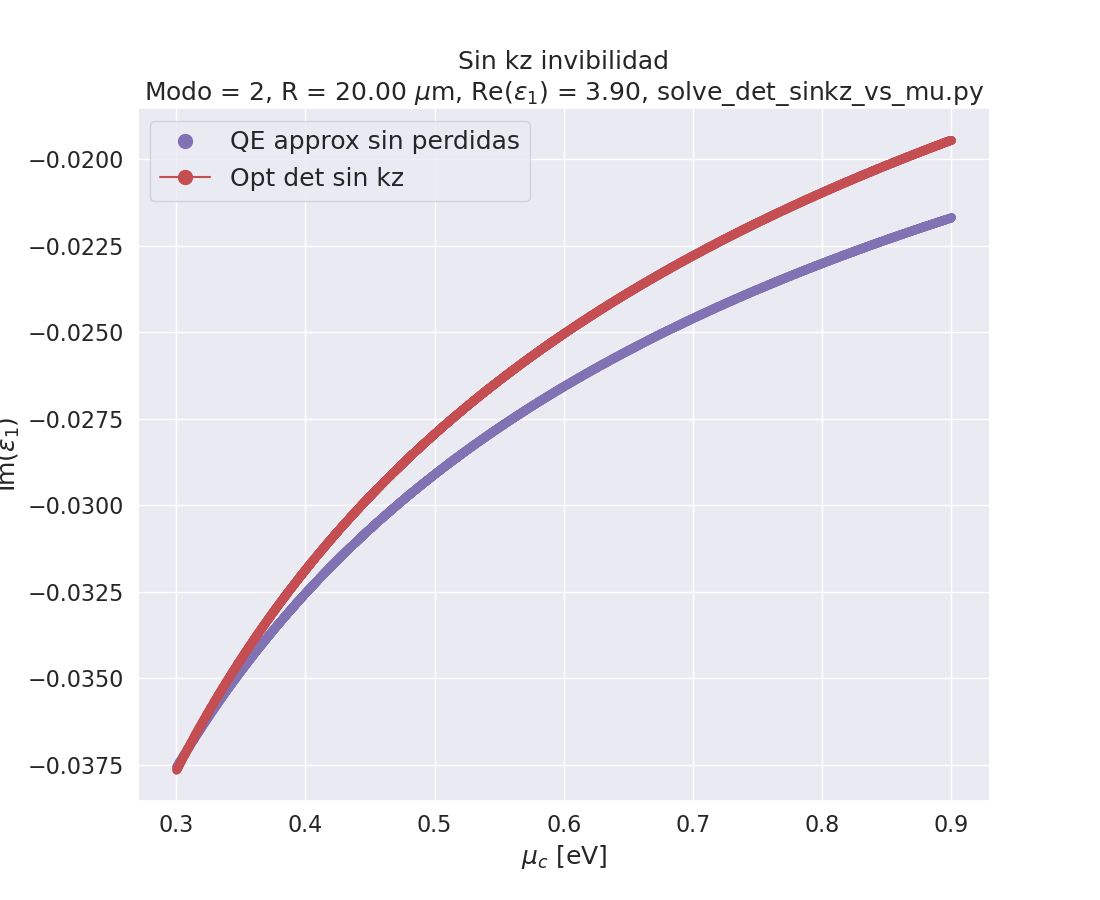 Sin kz invibilidad
Modo = 2, R = 20.00 μm, Re(ε₁) = 3.90, solve_det_sinkz_vs_mu.py
QE approx sin perdidas
Opt det sin kz
Im(ε₁)
−0.0200
−0.0225
−0.0250
−0.0275
−0.0300
−0.0325
−0.0350
−0.0375
0.3 0.4 0.5 0.6 0.7 0.8 0.9
μ_c [eV]